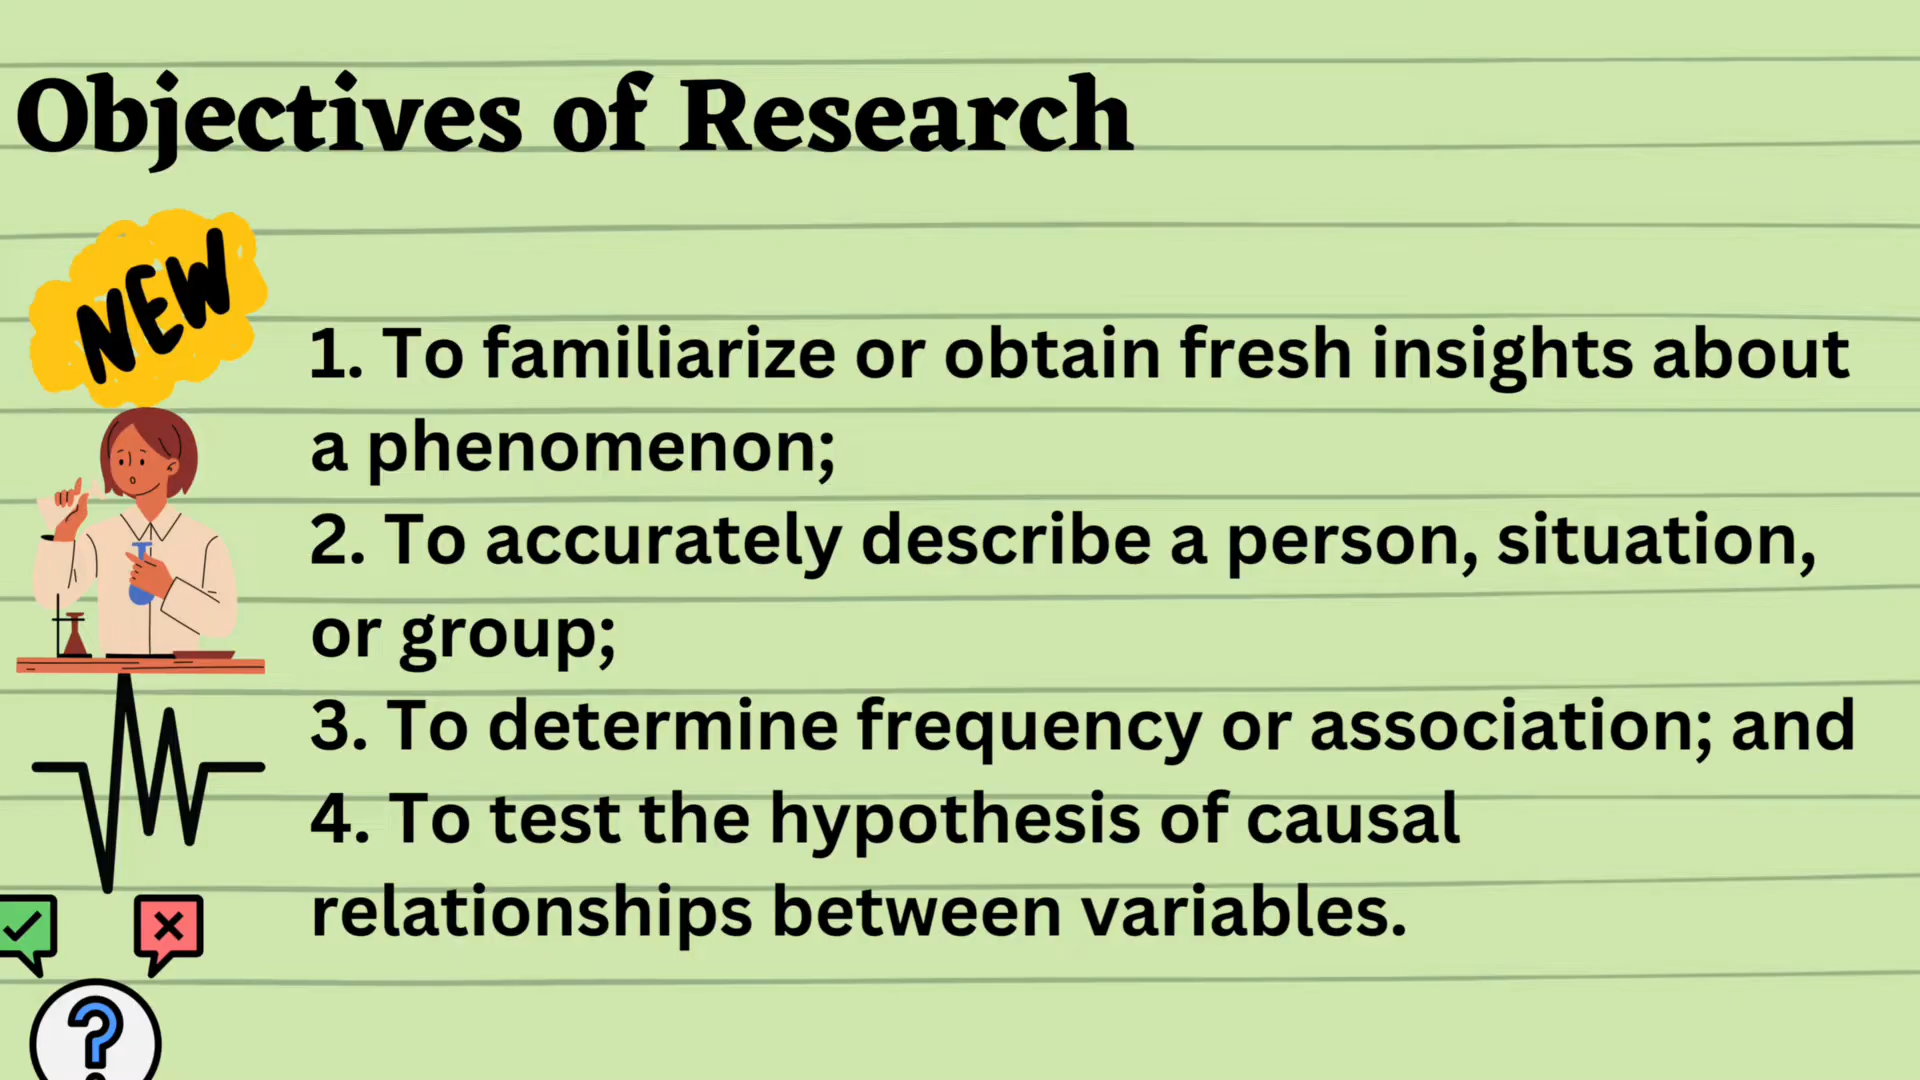 Objectives of Research
NEW
1. To familiarize or obtain fresh insights about
a phenomenon;
2. To accurately describe a person, situation,
or group;
3. To determine frequency or association; and
4. To test the hypothesis of causal
relationships between variables.
?